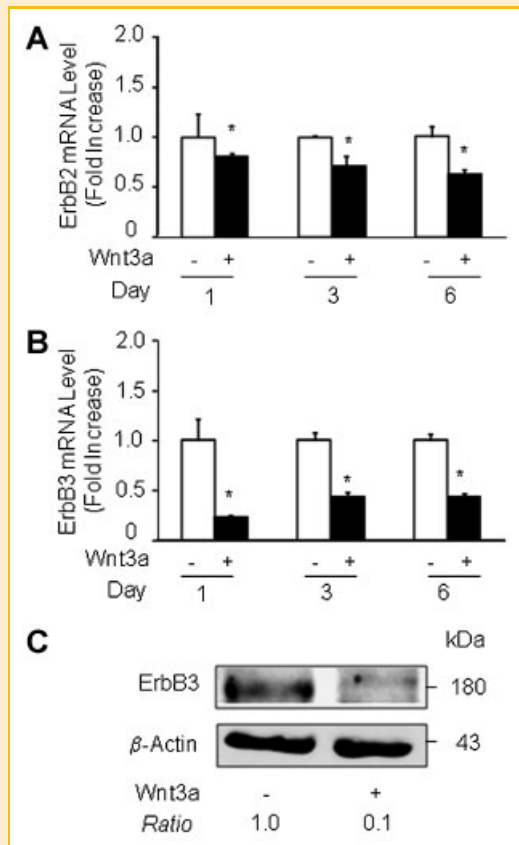 A
ErbB2 mRNA Level
(Fold Increase)
2.0
1.5
1.0
0.5
0
* * *
Wnt3a - + - + - +
Day 1 3 6
B
ErbB3 mRNA Level
(Fold Increase)
2.0
1.5
1.0
0.5
0
* * *
Wnt3a - + - + - +
Day 1 3 6
C
kDa
ErbB3 180
β-Actin 43
Wnt3a - +
Ratio 1.0 0.1